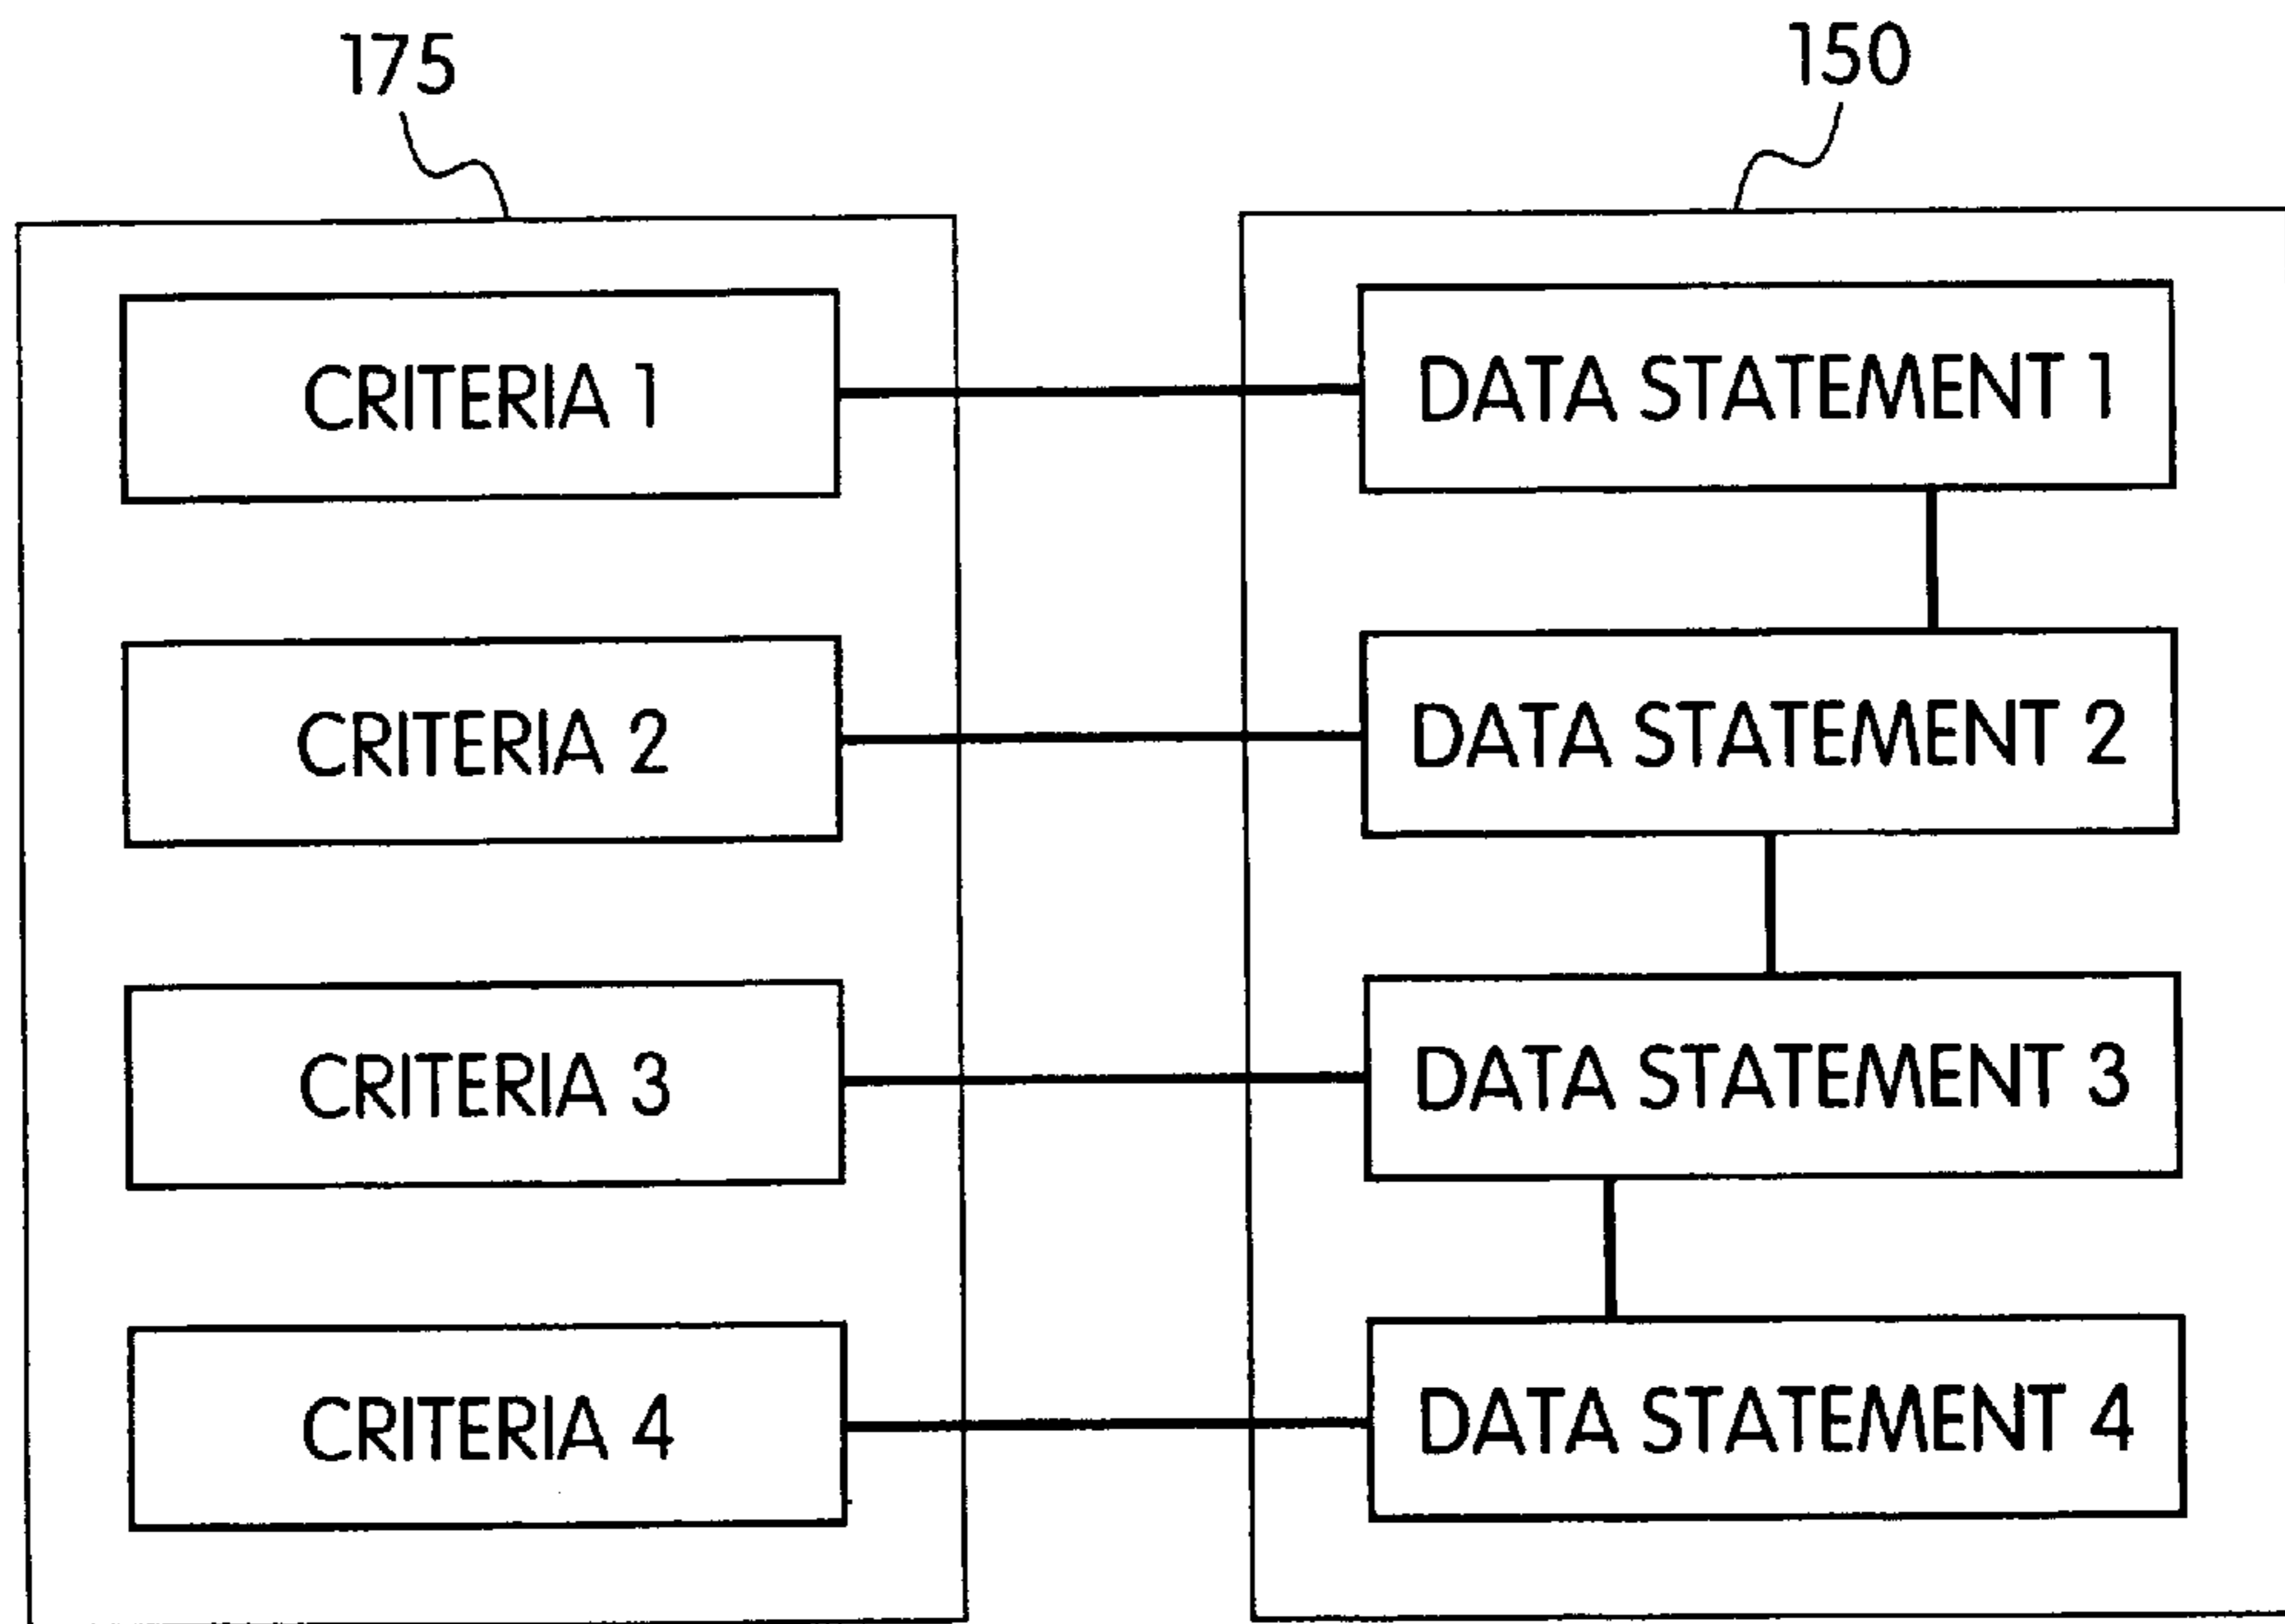 175
150
CRITERIA 1
DATA STATEMENT 1
CRITERIA 2
DATA STATEMENT 2
CRITERIA 3
DATA STATEMENT 3
CRITERIA 4
DATA STATEMENT 4